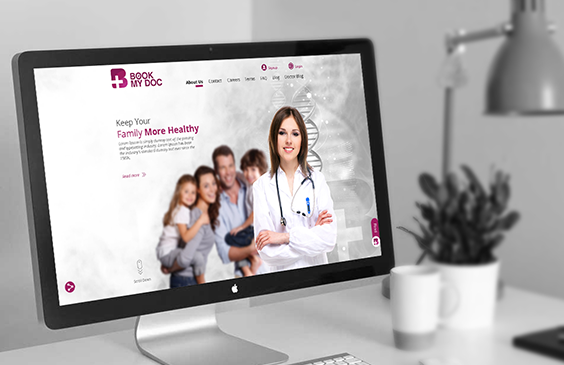 Login
BOOK
MY DOC
About Us Contact Careers Terms FAQ Blog Doctor Blog
Keep Your
Family More Healthy
Lorem Ipsum is simply dummy text of the printing
and typesetting industry. Lorem Ipsum has been
the industry's standard dummy text ever since the
1500s,
Read more
Scroll Down